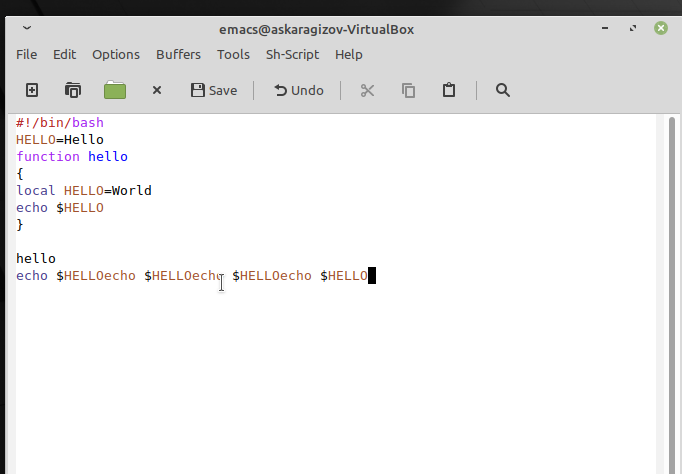 emacs@askaragizov-VirtualBox
File Edit Options Buffers Tools Sh-Script Help
Save Undo
#!/bin/bash
HELLO=Hello
function hello
{
local HELLO=World
echo $HELLO
}
hello
echo $HELLOecho $HELLOecho $HELLOecho $HELLO